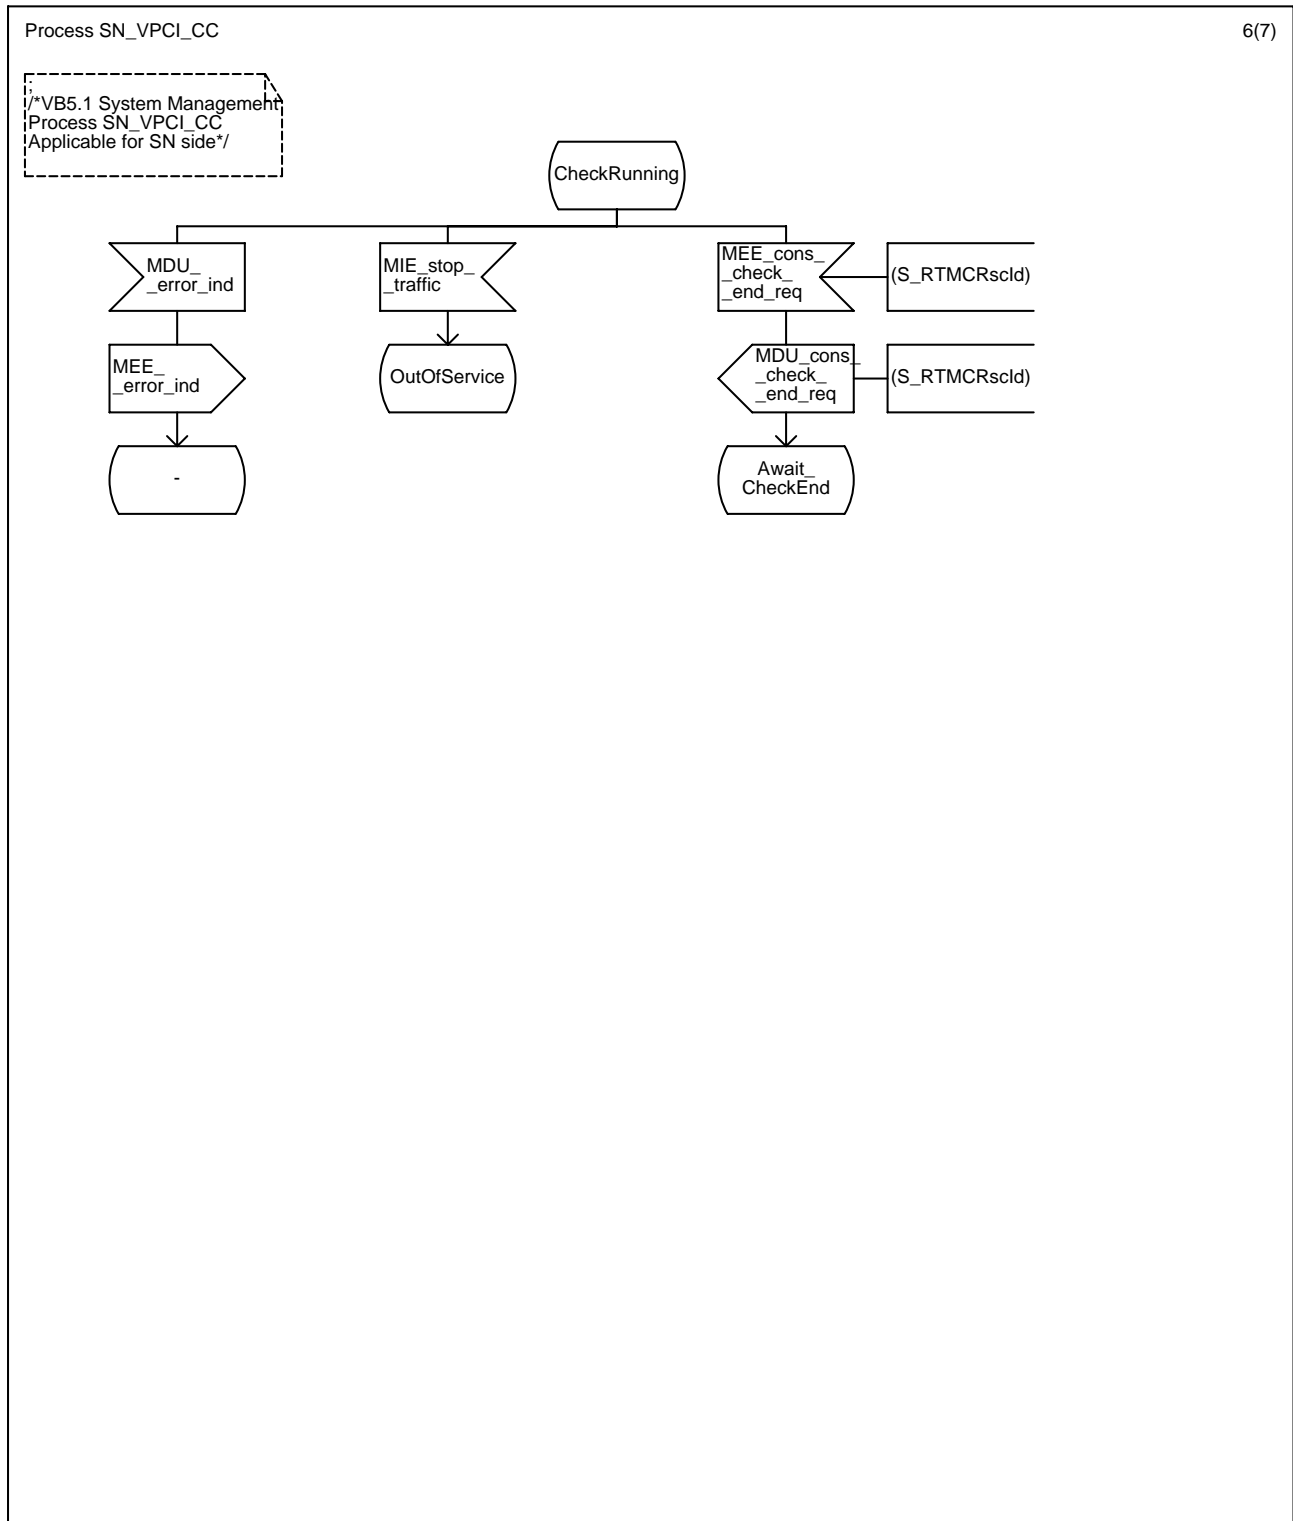 Process SN_VPCI_CC
6(7)
;
/*VB5.1 System Management
Process SN_VPCI_CC
Applicable for SN side*/
CheckRunning
MDU_
_error_ind
MIE_stop_
_traffic
MEE_cons_
_check_
_end_req
(S_RTMCRscId)
MEE_
_error_ind
OutOfService
MDU_cons_
_check_
_end_req
(S_RTMCRscId)
-
Await_
CheckEnd